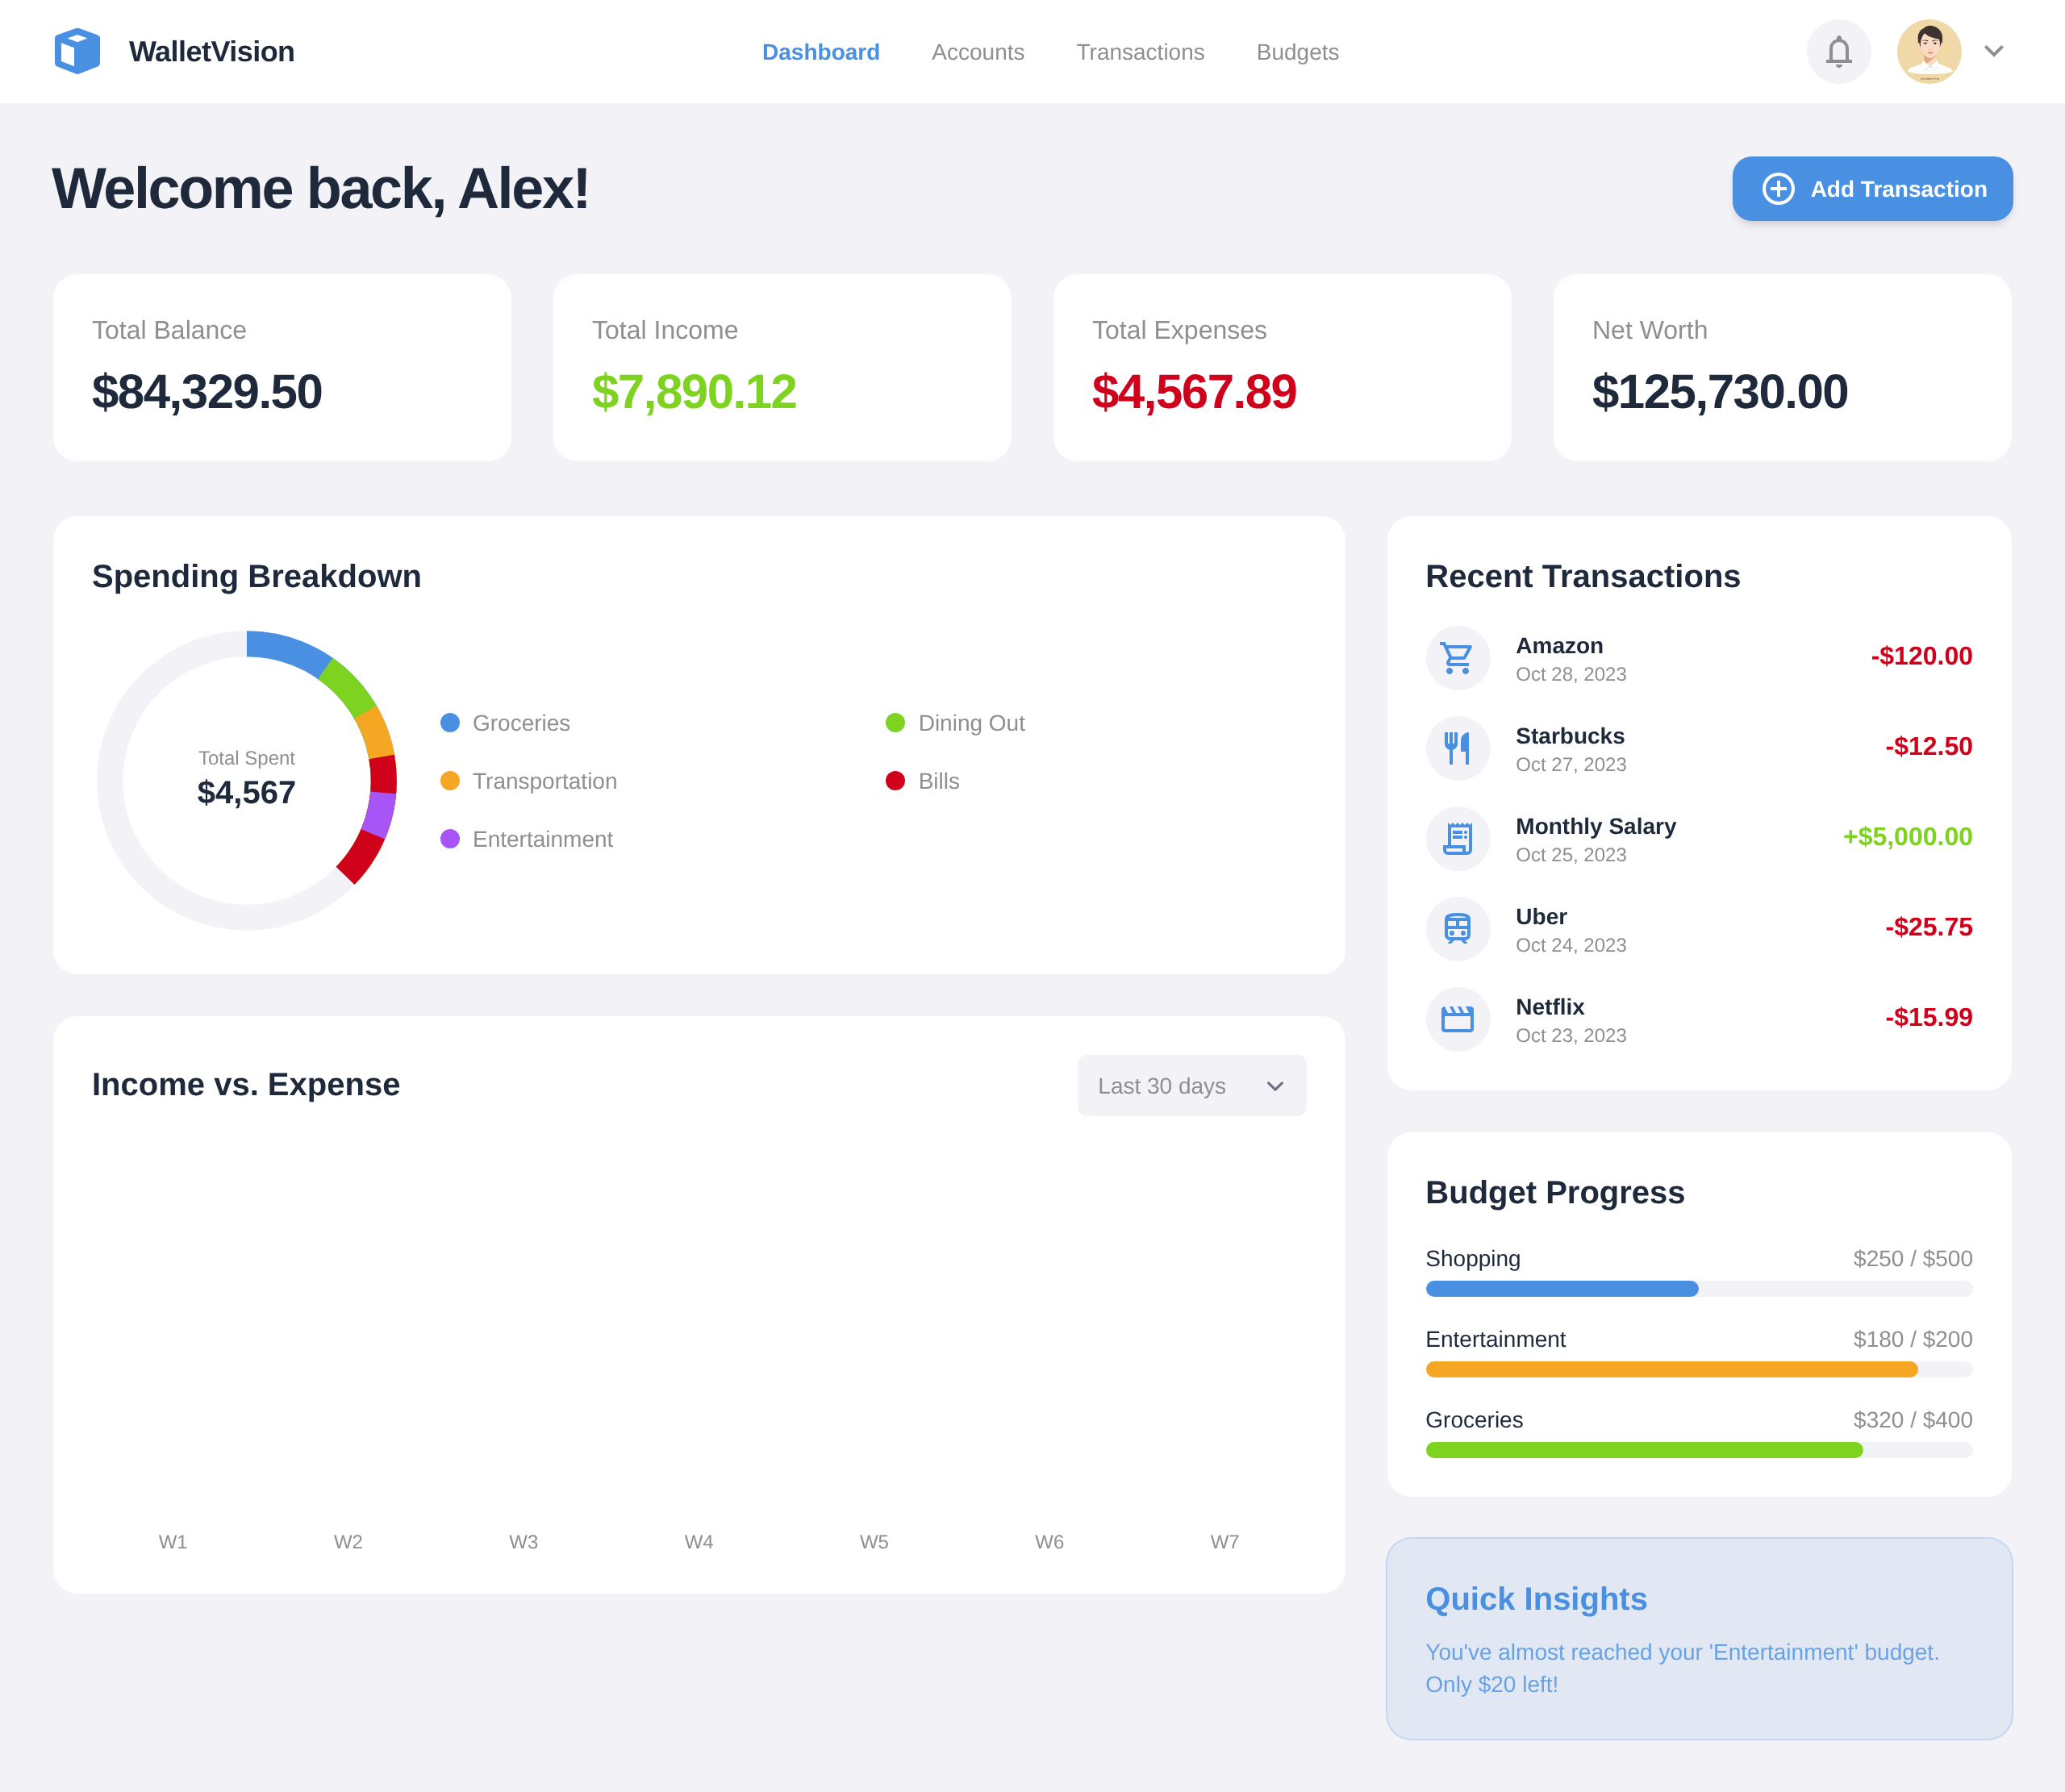 WalletVision
Dashboard
Accounts
Transactions
Budgets
Welcome back, Alex!
Add Transaction
Total Balance
$84,329.50
Total Income
$7,890.12
Total Expenses
$4,567.89
Net Worth
$125,730.00
Spending Breakdown
Total Spent
$4,567
Groceries
Dining Out
Transportation
Bills
Entertainment
Income vs. Expense
Last 30 days
W1
W2
W3
W4
W5
W6
W7
Recent Transactions
Amazon
Oct 28, 2023
-$120.00
Starbucks
Oct 27, 2023
-$12.50
Monthly Salary
Oct 25, 2023
+$5,000.00
Uber
Oct 24, 2023
-$25.75
Netflix
Oct 23, 2023
-$15.99
Budget Progress
Shopping
$250 / $500
Entertainment
$180 / $200
Groceries
$320 / $400
Quick Insights
You've almost reached your 'Entertainment' budget.
Only $20 left!